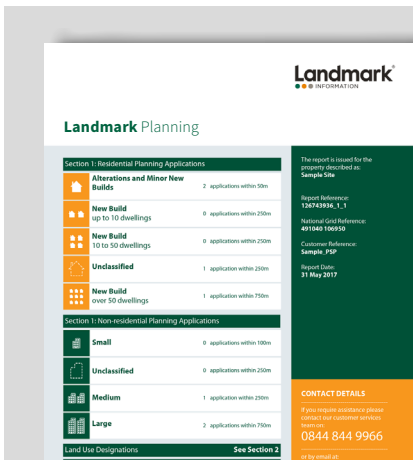 Landmark®
INFORMATION
Landmark Planning
Section 1: Residential Planning Applications
Alterations and Minor New
Builds
2 applications within 50m
New Build
up to 10 dwellings
0 applications within 250m
New Build
10 to 50 dwellings
0 applications within 250m
Unclassified
1 application within 250m
New Build
over 50 dwellings
1 application within 750m
Section 1: Non-residential Planning Applications
Small
0 applications within 100m
Unclassified
0 applications within 250m
Medium
1 application within 250m
Large
2 applications within 750m
Land Use Designations
See Section 2
The report is issued for the
property described as:
Sample Site
Report Reference:
126743936_1_1
National Grid Reference:
491040 106950
Customer Reference:
Sample_PSP
Report Date:
31 May 2017
CONTACT DETAILS
If you require assistance please
contact our customer services
team on:
0844 844 9966
or by email at: